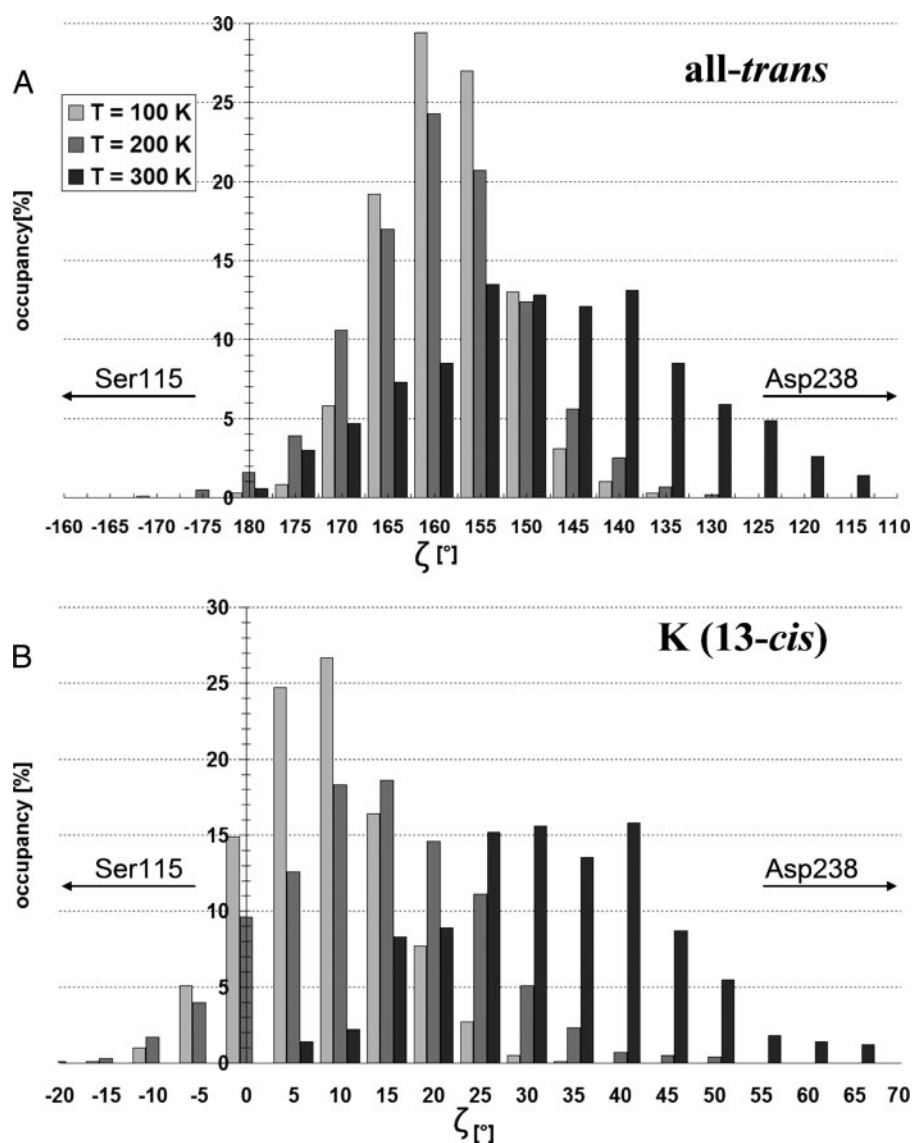 A
all-trans
T = 100 K
T = 200 K
T = 300 K
occupancy[%]
30
25
20
15
10
5
0
Ser115
Asp238
-160 -165 -170 -175 180 175 170 165 160 155 150 145 140 135 130 125 120 115 110
ζ [°]
B
K (13-cis)
occupancy [%]
30
25
20
15
10
5
0
Ser115
Asp238
-20 -15 -10 -5 0 5 10 15 20 25 30 35 40 45 50 55 60 65 70
ζ [°]